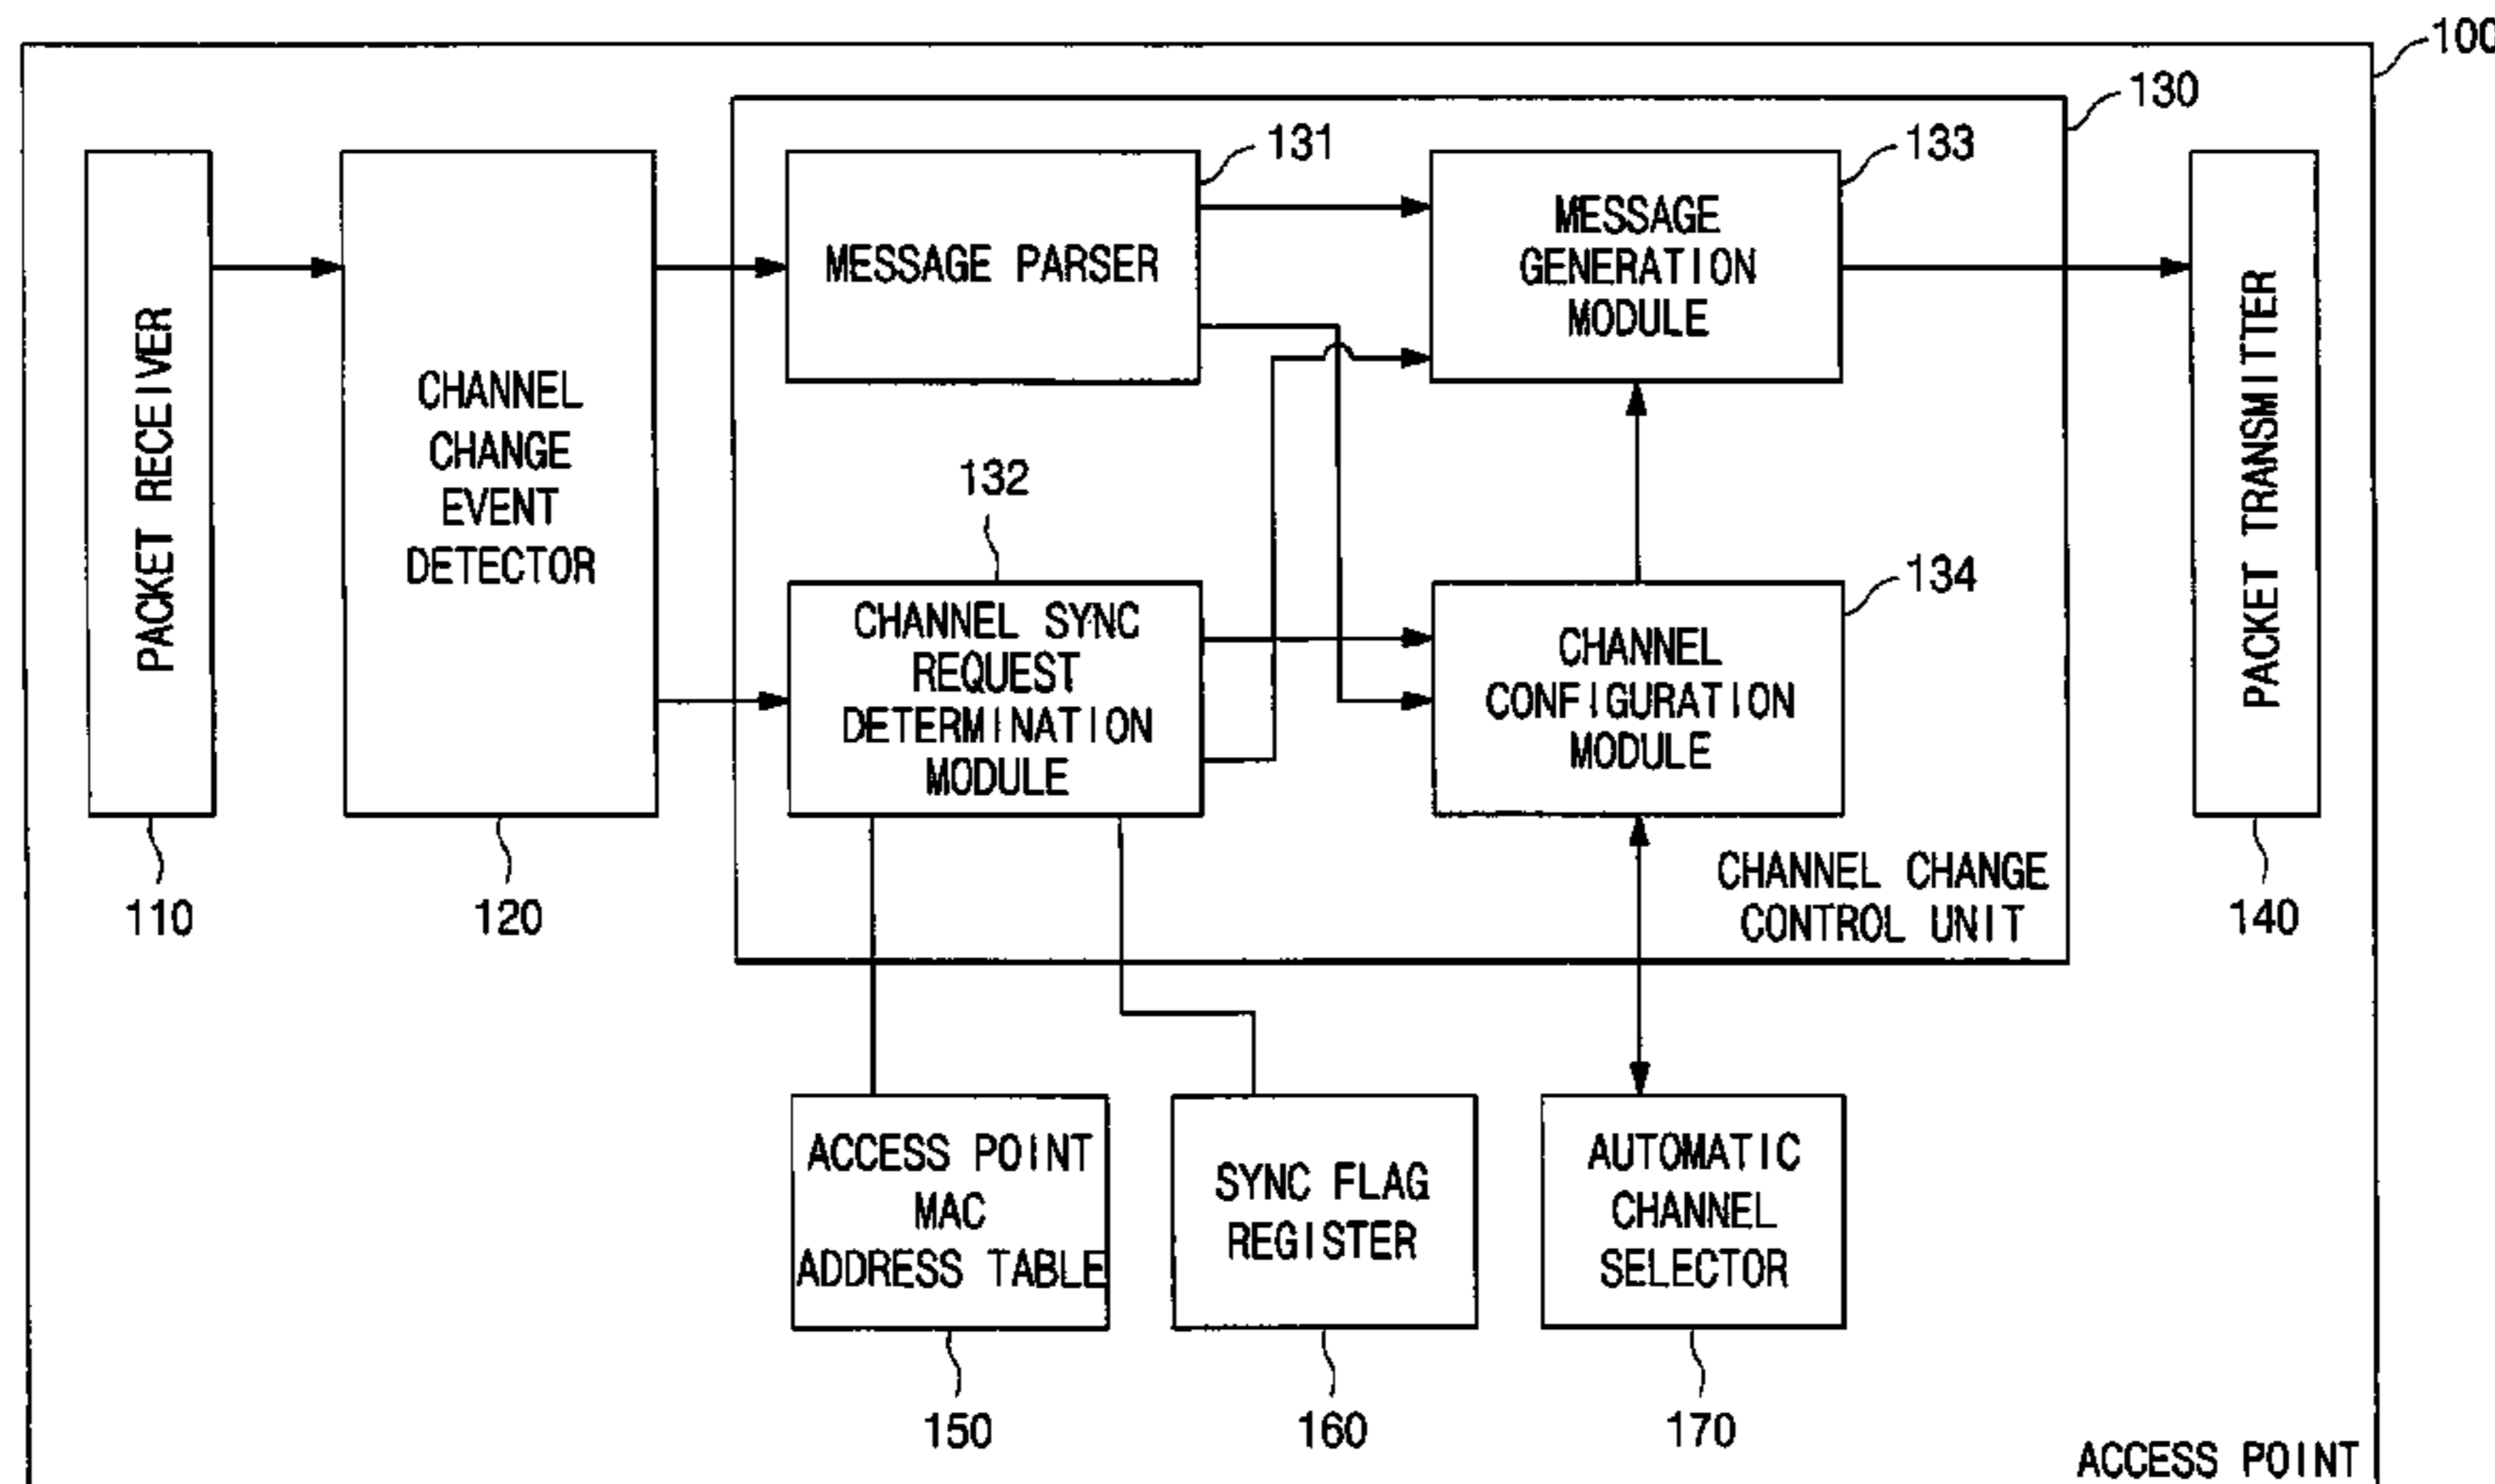 100
130
131
133
MESSAGE PARSER
MESSAGE
GENERATION
MODULE
PACKET RECEIVER
CHANNEL
CHANGE
EVENT
DETECTOR
PACKET TRANSMITTER
132
134
CHANNEL SYNC
REQUEST
DETERMINATION
MODULE
CHANNEL
CONFIGURATION
MODULE
CHANNEL CHANGE
CONTROL UNIT
110
120
140
ACCESS POINT
MAC
ADDRESS TABLE
SYNC FLAG
REGISTER
AUTOMATIC
CHANNEL
SELECTOR
150
160
170
ACCESS POINT